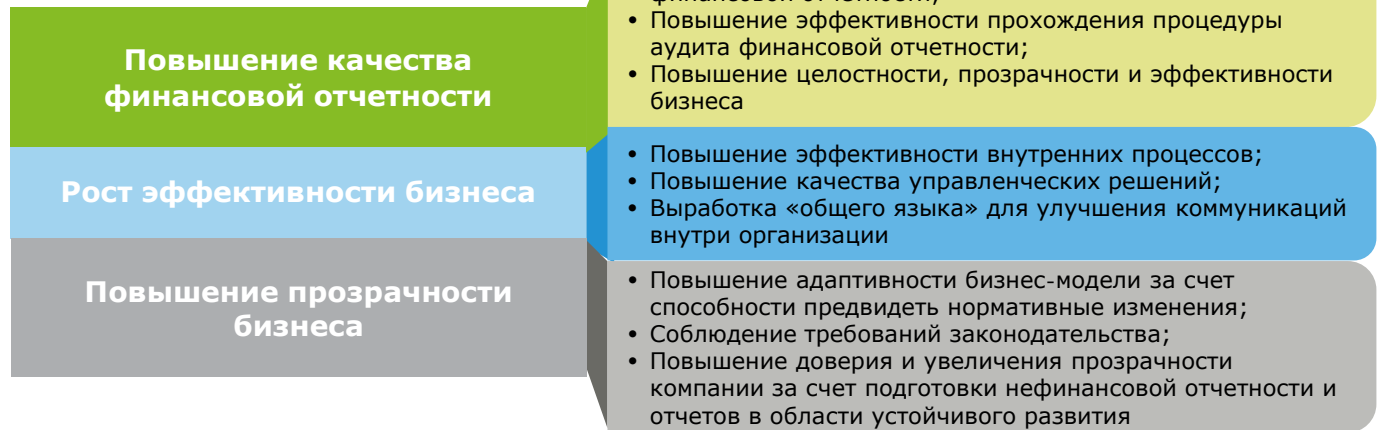 Повышение качества
финансовой отчетности
• Повышение эффективности прохождения процедуры
аудита финансовой отчетности;
• Повышение целостности, прозрачности и эффективности
бизнеса
Рост эффективности бизнеса
• Повышение эффективности внутренних процессов;
• Повышение качества управленческих решений;
• Выработка «общего языка» для улучшения коммуникаций
внутри организации
Повышение прозрачности
бизнеса
• Повышение адаптивности бизнес-модели за счет
способности предвидеть нормативные изменения;
• Соблюдение требований законодательства;
• Повышение доверия и увеличения прозрачности
компании за счет подготовки нефинансовой отчетности и
отчетов в области устойчивого развития